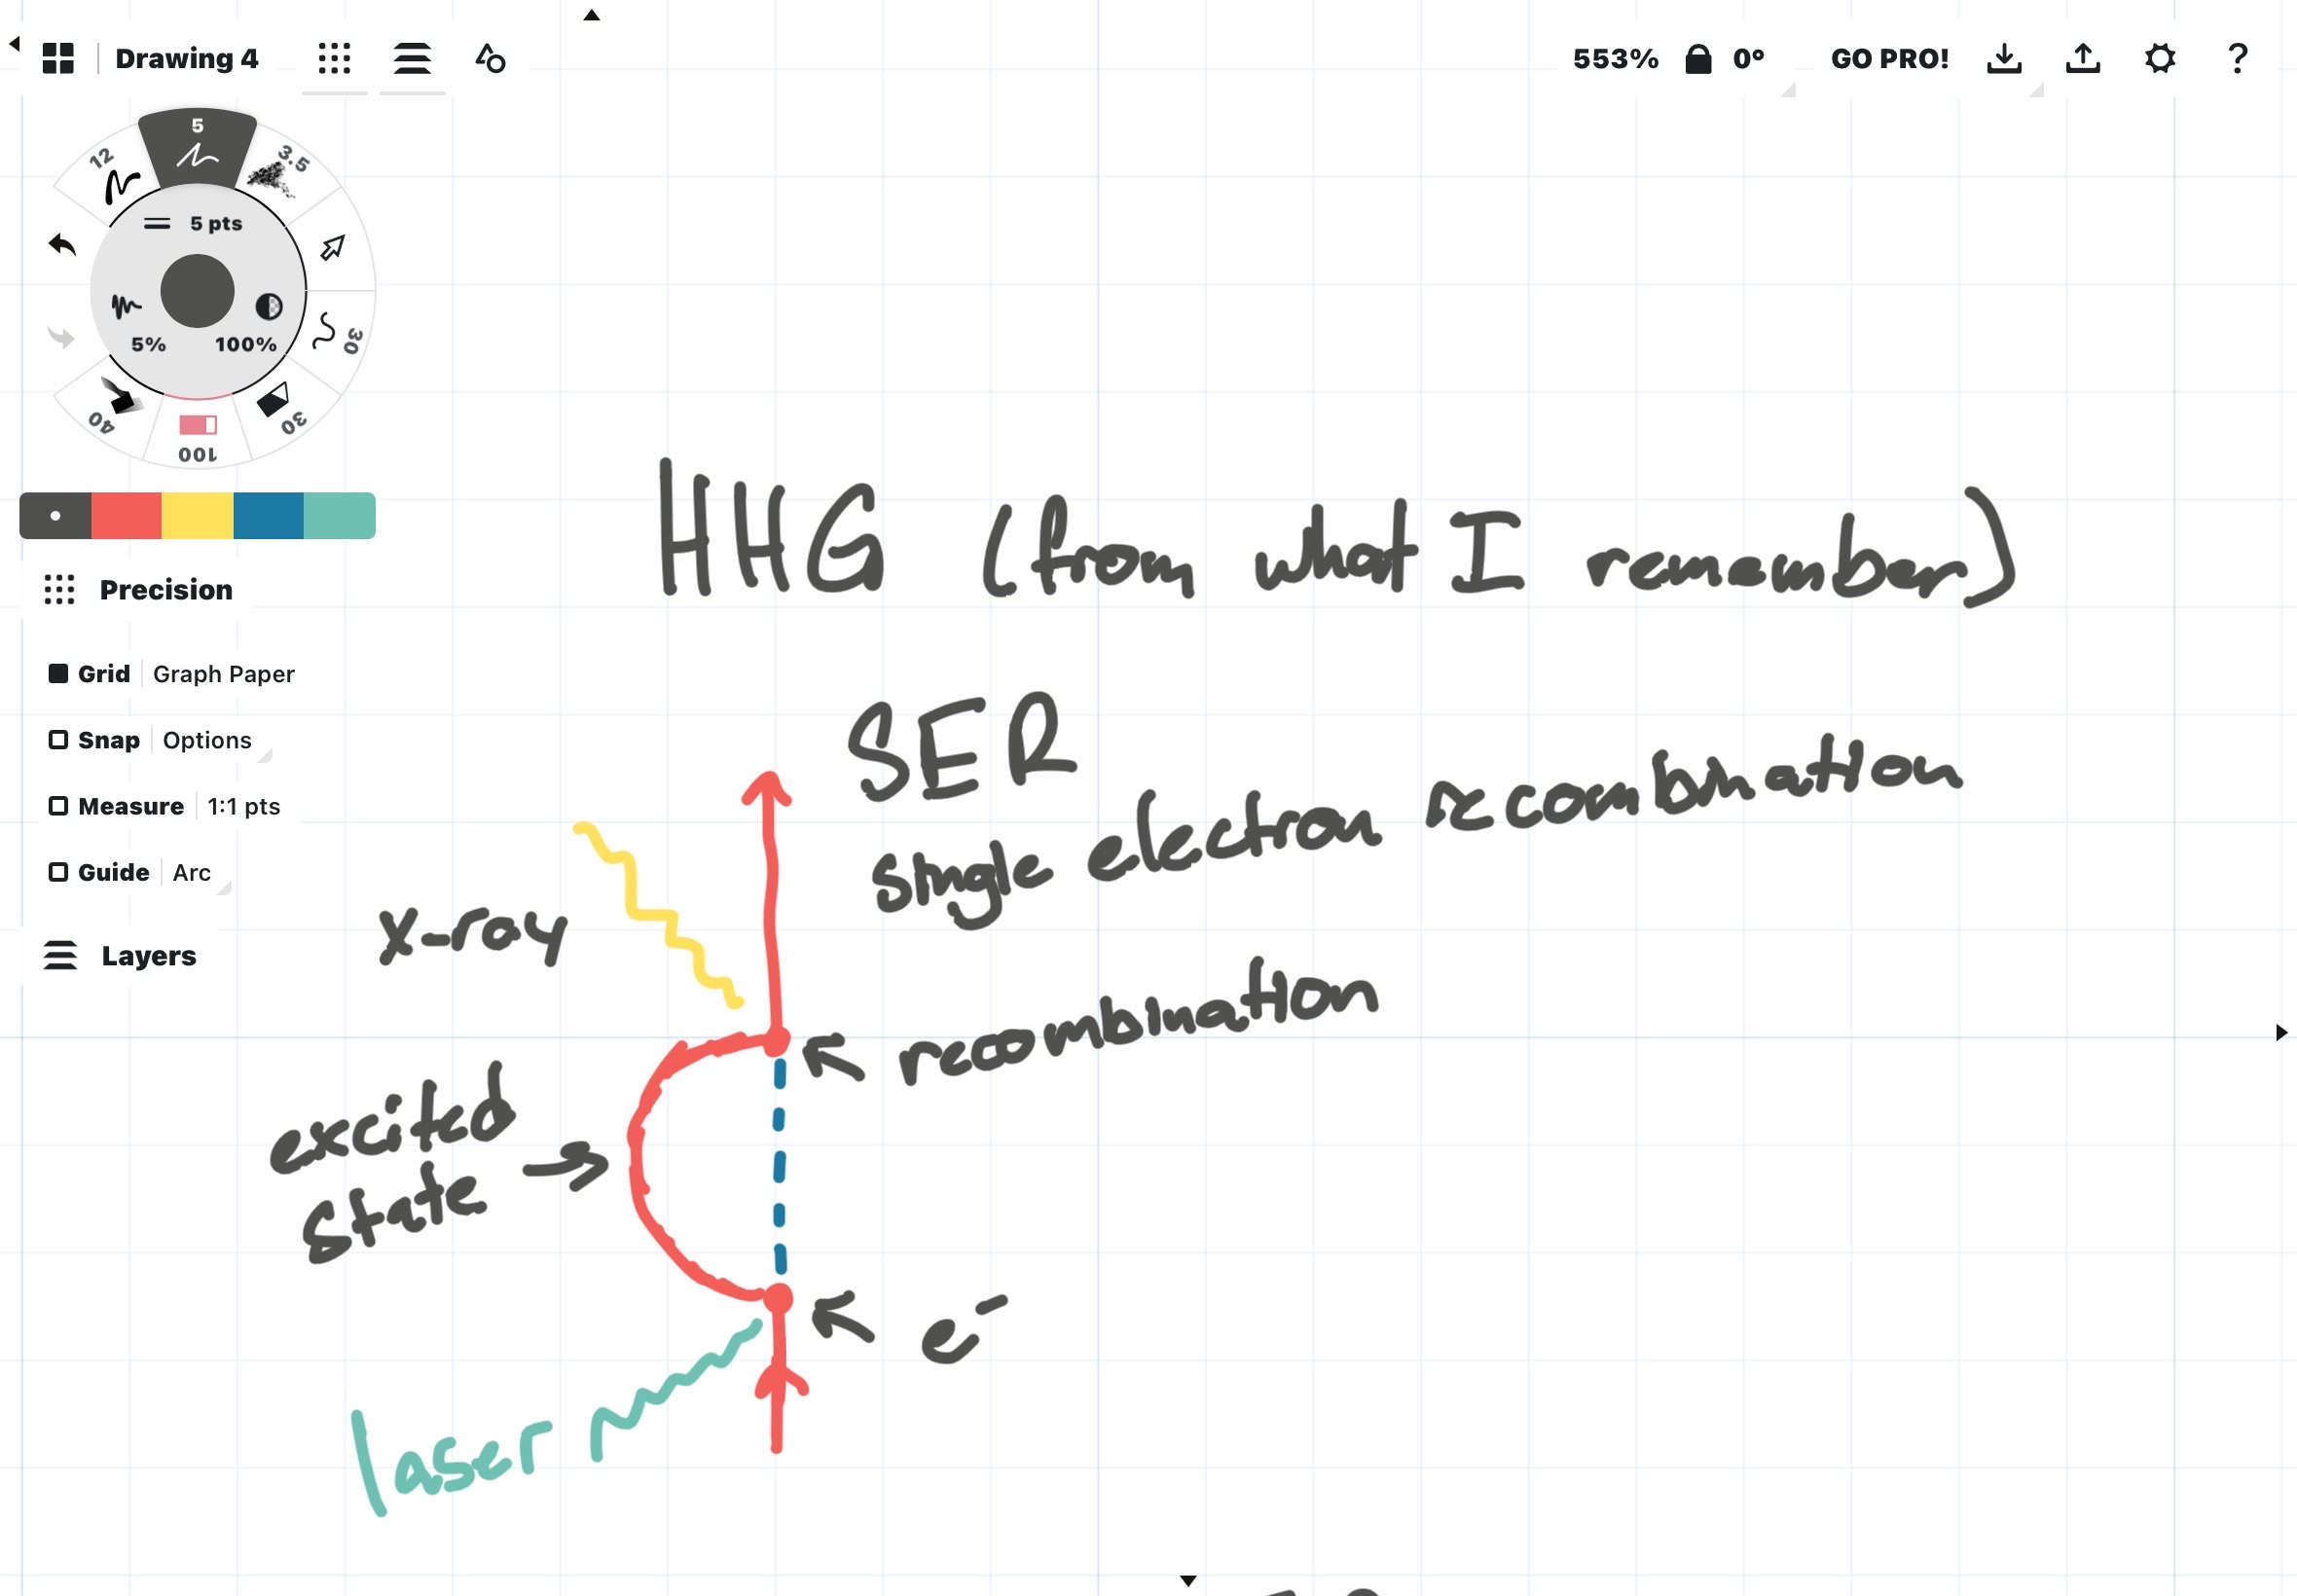 Drawing 4
553%
0°
GO PRO!
?
12
5
3.5
5 pts
5%
100%
30
30
100
40
Precision
Grid
Graph Paper
Snap
Options
Measure
1:1 pts
Guide
Arc
Layers
HHG (from what I remember)
SER
single electron recombination
x-ray
recombination
excited
state
e⁻
laser